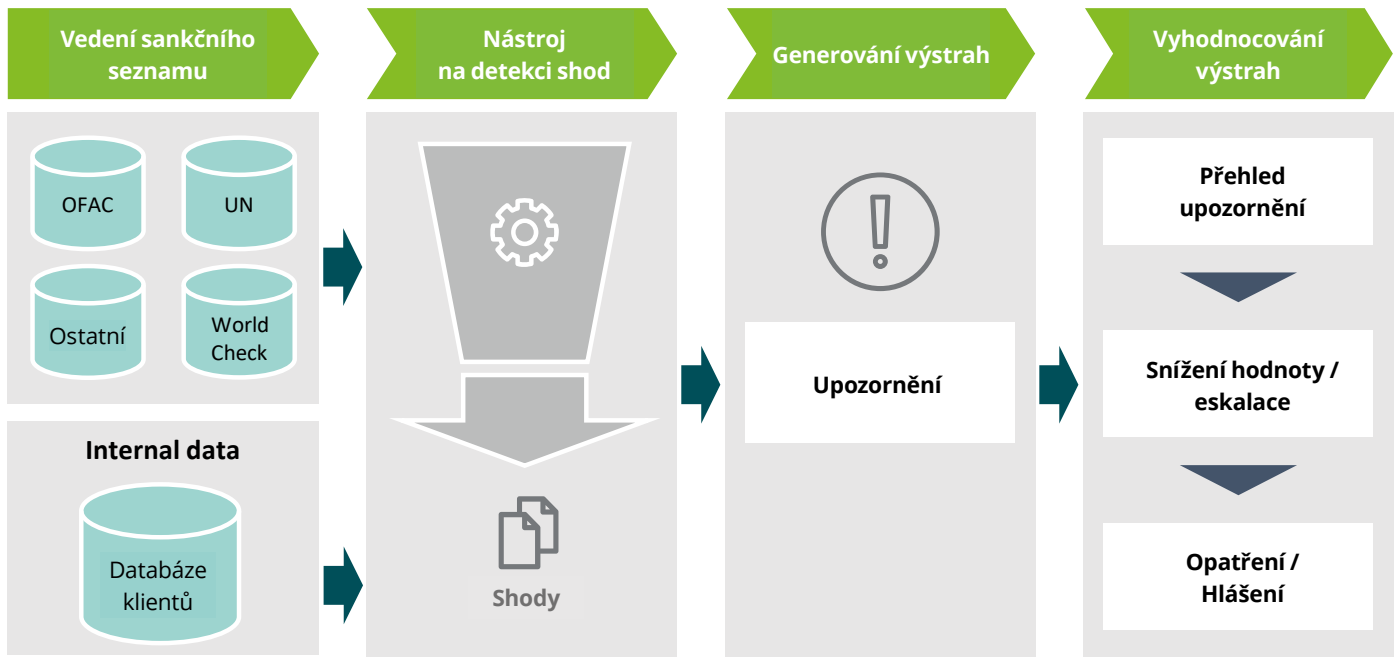 Vedení sankčního
seznamu
Nástroj
na detekci shod
Generování výstrah
Vyhodnocování
výstrah
OFAC
UN
Ostatní
World
Check
Internal data
Databáze
klientů
Shody
Upozornění
Přehled
upozornění
Snížení hodnoty /
eskalace
Opatření /
Hlášení